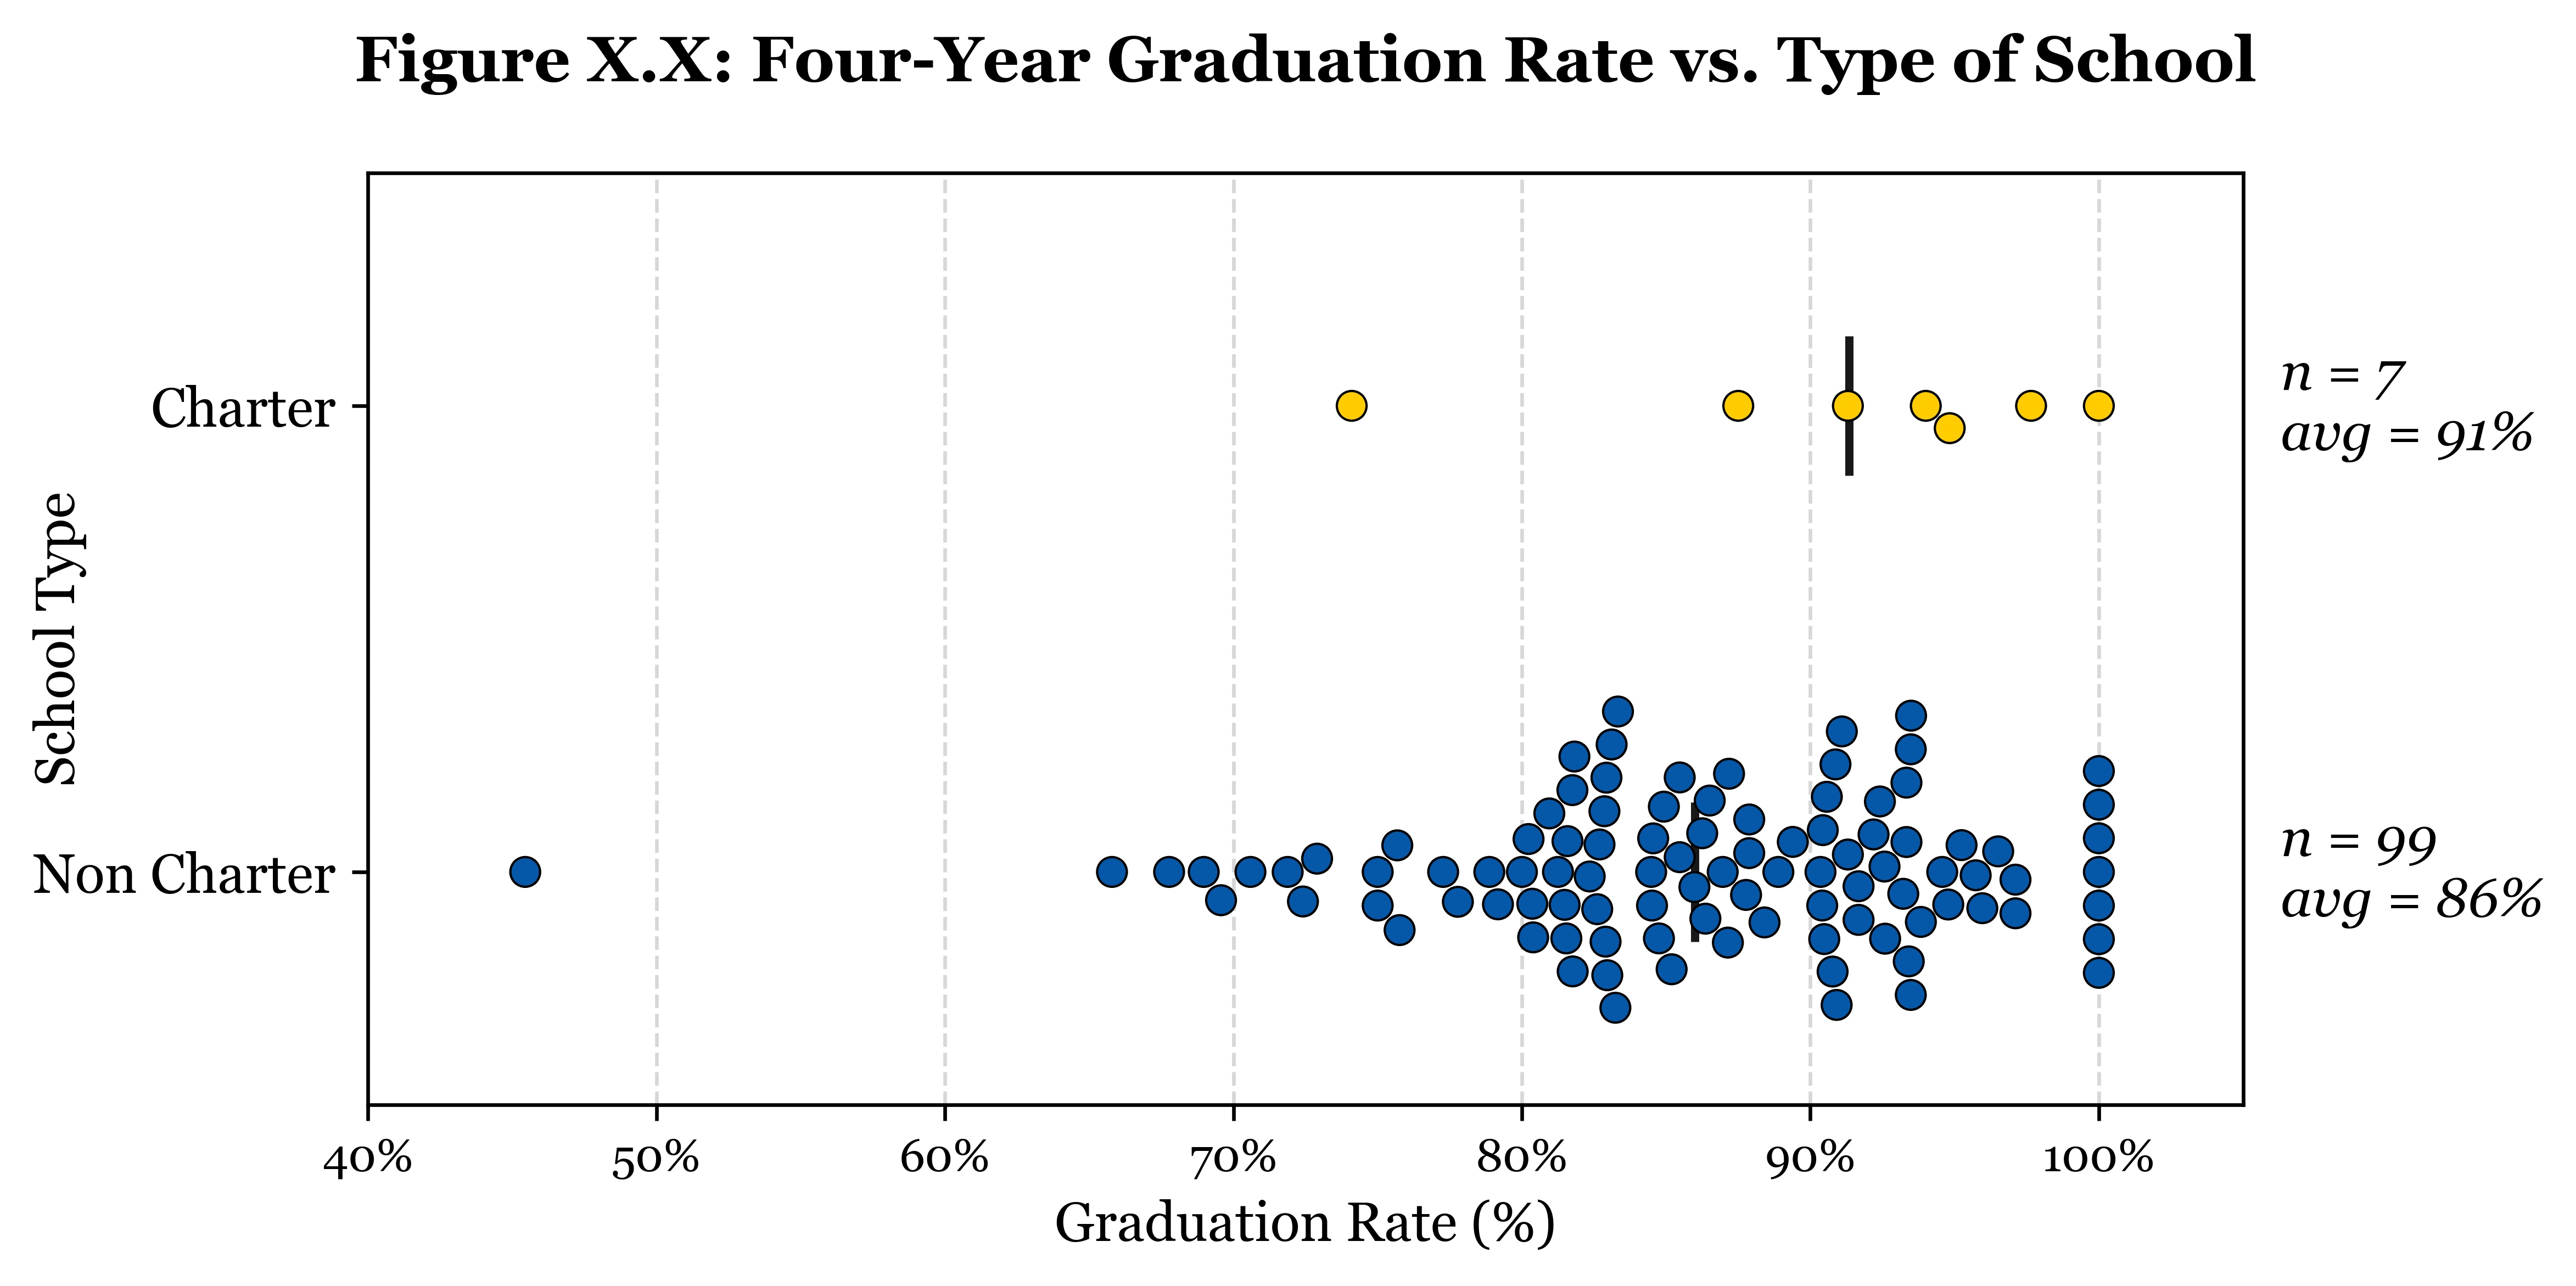 Figure X.X: Four-Year Graduation Rate vs. Type of School
School Type
Charter
n = 7
avg = 91%
Non Charter
n = 99
avg = 86%
40%
50%
60%
70%
80%
90%
100%
Graduation Rate (%)